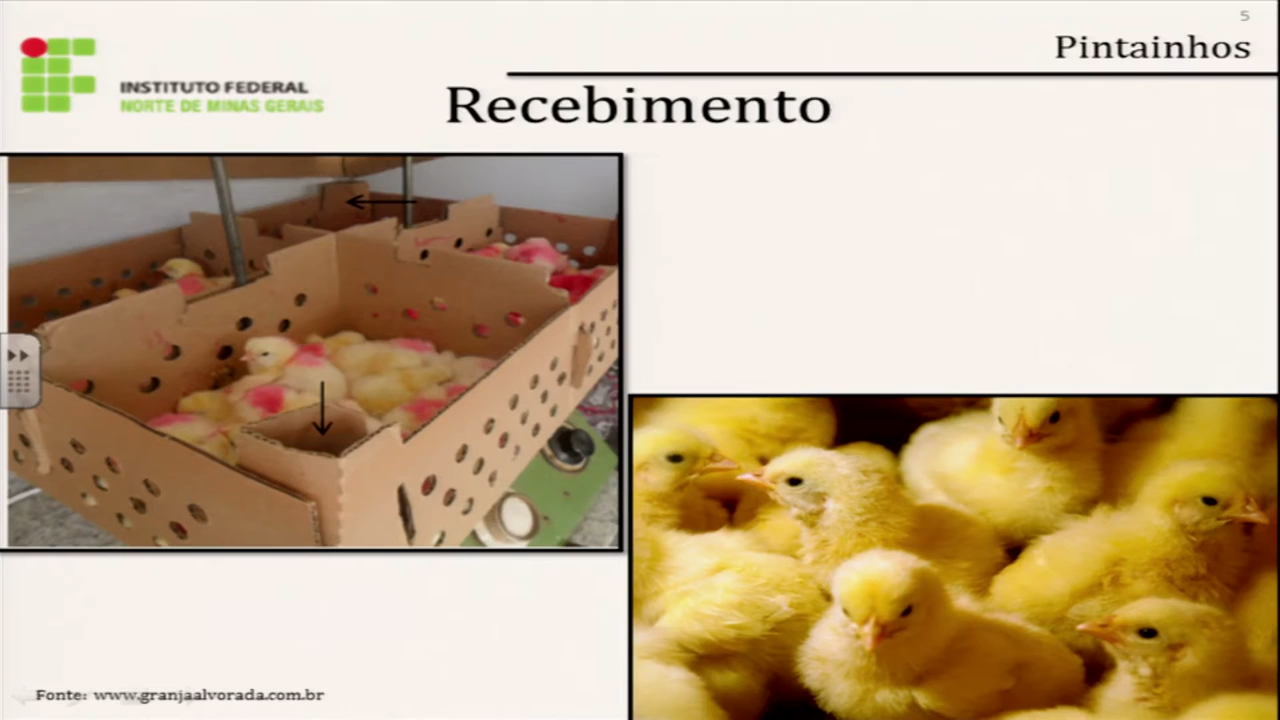 5
Pintainhos
INSTITUTO FEDERAL
NORTE DE MINAS GERAIS
Recebimento
Fonte: www.granjaalvorada.com.br